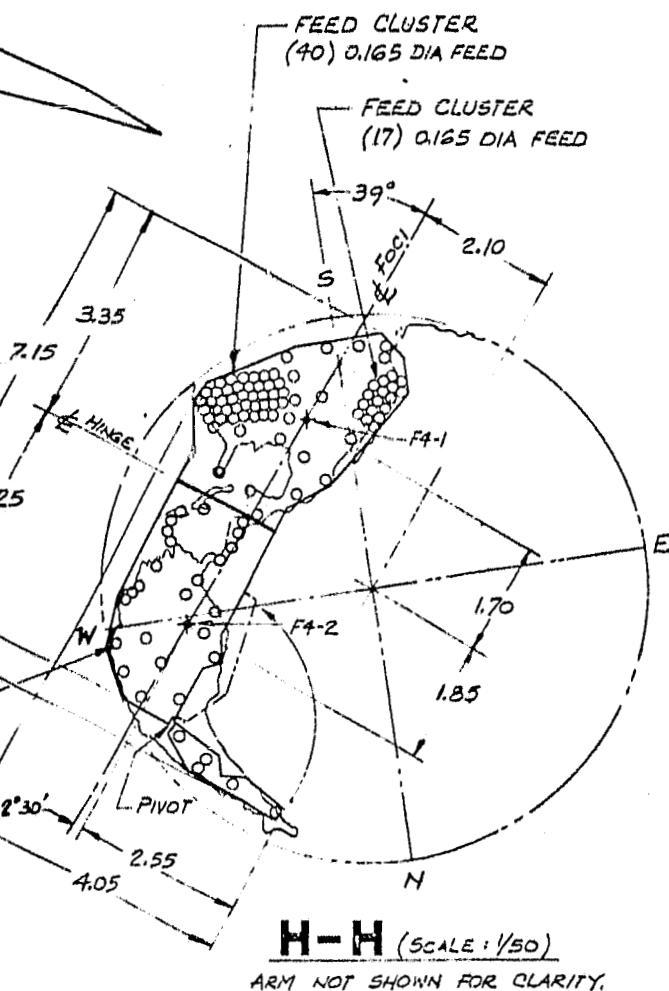 FEED CLUSTER
(40) 0.165 DIA FEED
FEED CLUSTER
(17) 0.165 DIA FEED
39°
FOCI
2.10
S
3.35
7.15
HINGE
F4-1
25
E
1.70
W
F4-2
1.85
PIVOT
2°30'
2.55
4.05
N
H-H (SCALE: 1/50)
ARM NOT SHOWN FOR CLARITY.